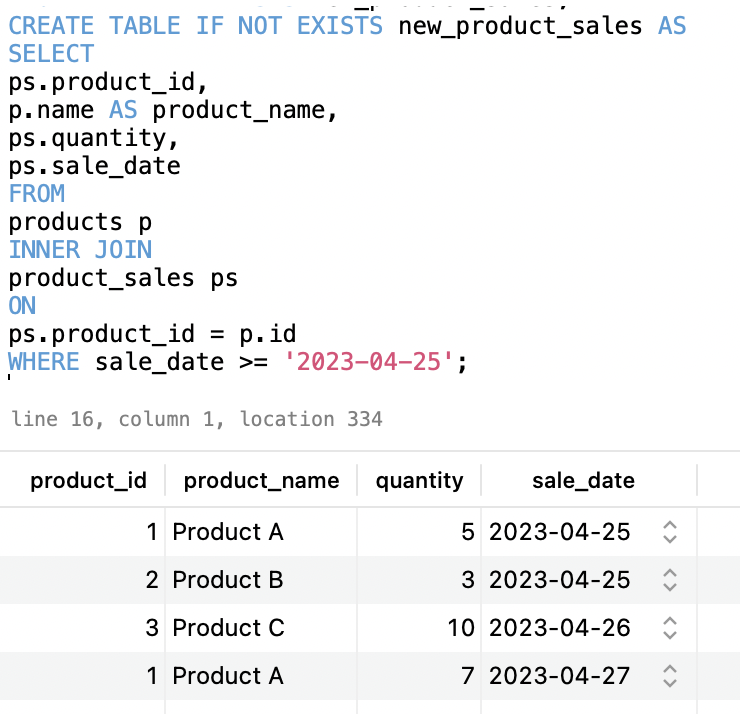 CREATE TABLE IF NOT EXISTS new_product_sales AS
SELECT
ps.product_id,
p.name AS product_name,
ps.quantity,
ps.sale_date
FROM
products p
INNER JOIN
product_sales ps
ON
ps.product_id = p.id
WHERE sale_date >= '2023-04-25';
line 16, column 1, location 334
product_id product_name quantity sale_date
1 Product A 5 2023-04-25
2 Product B 3 2023-04-25
3 Product C 10 2023-04-26
1 Product A 7 2023-04-27